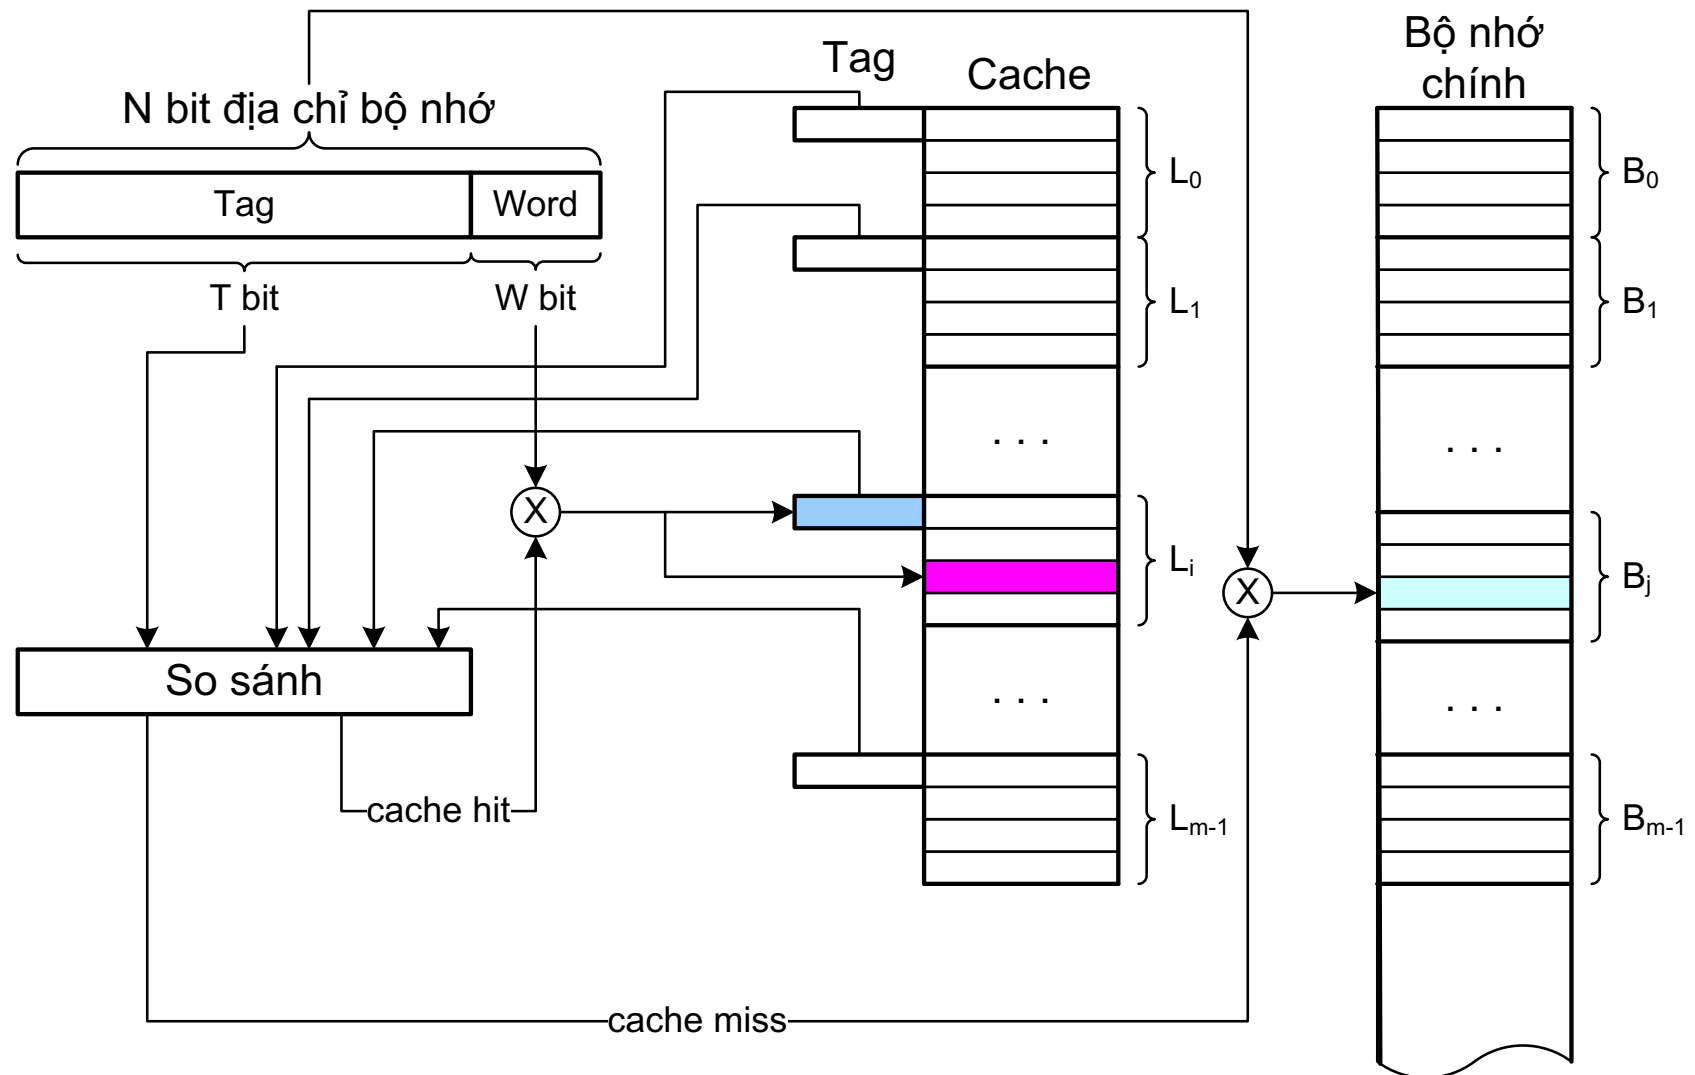 Bộ nhớ
chính
Tag
Cache
N bit địa chỉ bộ nhớ
Tag
Word
T bit
W bit
L0
L1
. . .
Li
. . .
Lm-1
B0
B1
. . .
Bj
. . .
Bm-1
X
X
So sánh
cache hit
cache miss